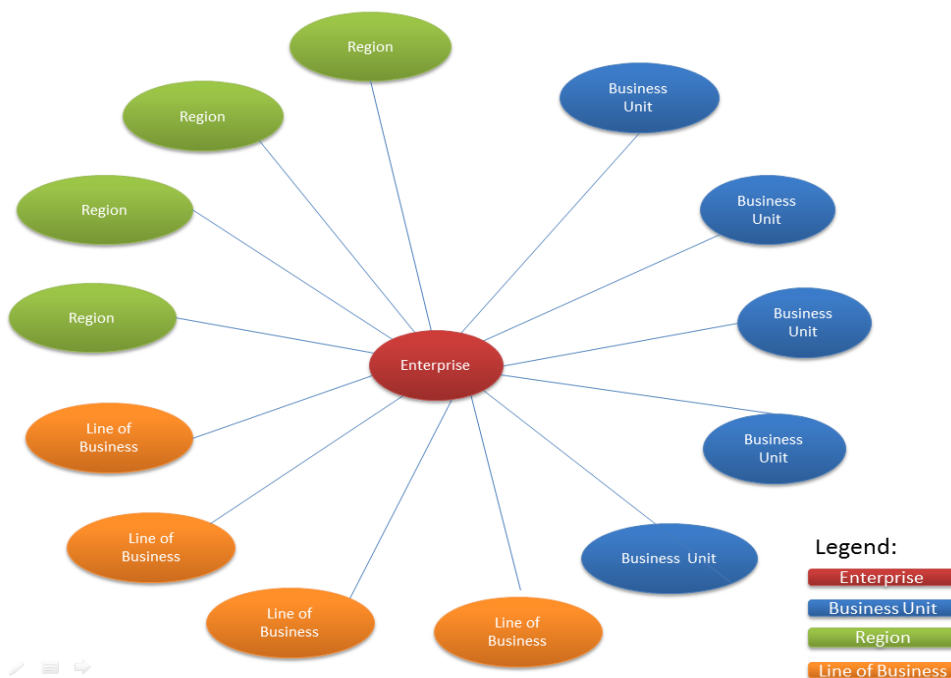 Region
Business
Unit
Region
Region
Business
Unit
Region
Business
Unit
Enterprise
Line of
Business
Business
Unit
Line of
Business
Business Unit
Line of
Business
Line of
Business
Legend:
Enterprise
Business Unit
Region
Line of Business